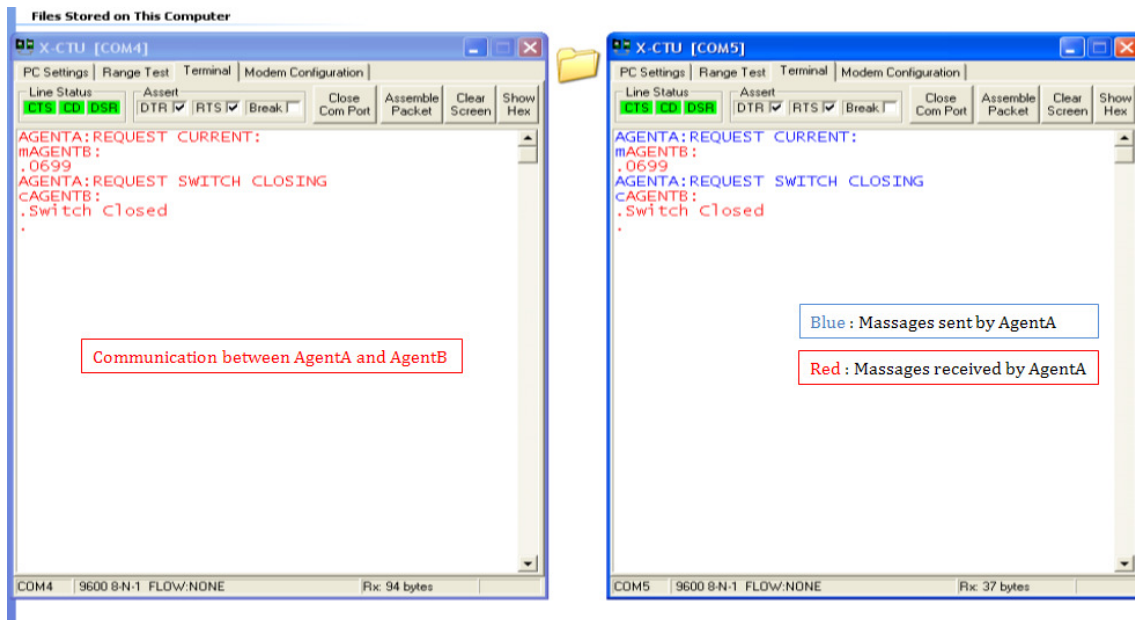 Files Stored on This Computer
X-CTU [COM4]
PC Settings Range Test Terminal Modem Configuration
Line Status Assert
CTS CD DSR DTR RTS Break Close Com Port Assemble Packet Clear Screen Show Hex
AGENTA:REQUEST CURRENT:
mAGENTB:
.0699
AGENTA:REQUEST SWITCH CLOSING
cAGENTB:
.Switch Closed
.
Communication between AgentA and AgentB
COM4 9600 8-N-1 FLOW:NONE Rx: 94 bytes
X-CTU [COM5]
PC Settings Range Test Terminal Modem Configuration
Line Status Assert
CTS CD DSR DTR RTS Break Close Com Port Assemble Packet Clear Screen Show Hex
AGENTA:REQUEST CURRENT:
mAGENTB:
.0699
AGENTA:REQUEST SWITCH CLOSING
cAGENTB:
.Switch Closed
.
Blue : Massages sent by AgentA
Red : Massages received by AgentA
COM5 9600 8-N-1 FLOW:NONE Rx: 37 bytes